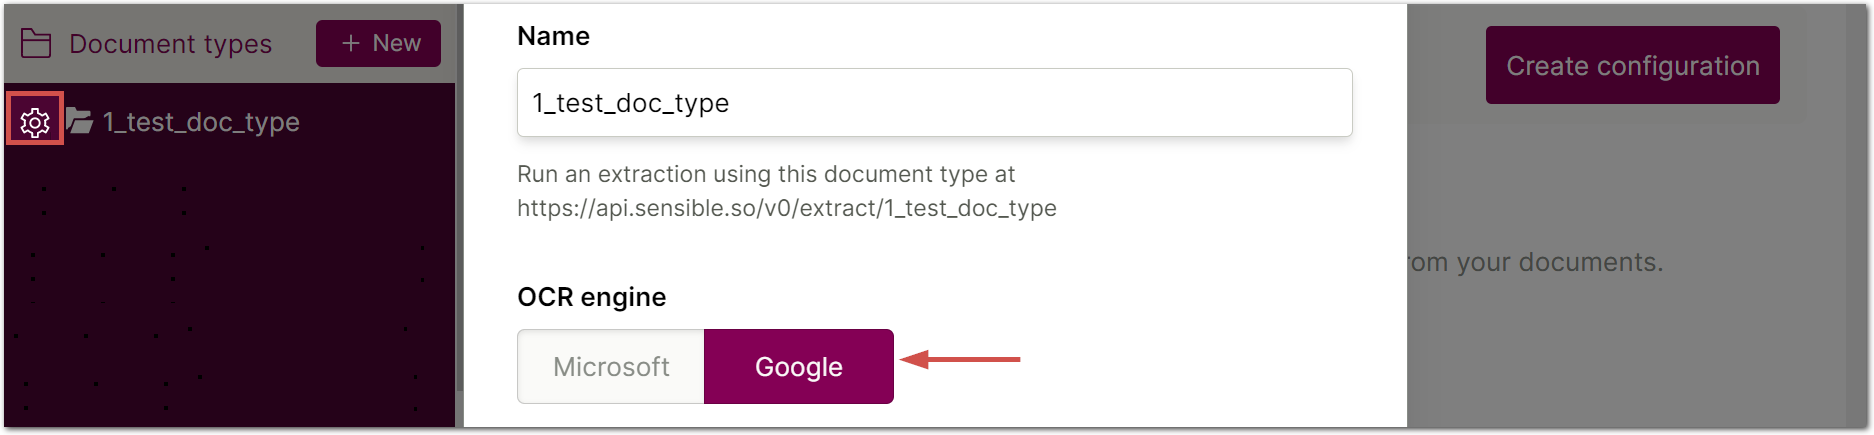 Document types
+ New
1_test_doc_type
Name
1_test_doc_type
Run an extraction using this document type at
https://api.sensible.so/v0/extract/1_test_doc_type
OCR engine
Microsoft
Google
Create configuration
from your documents.